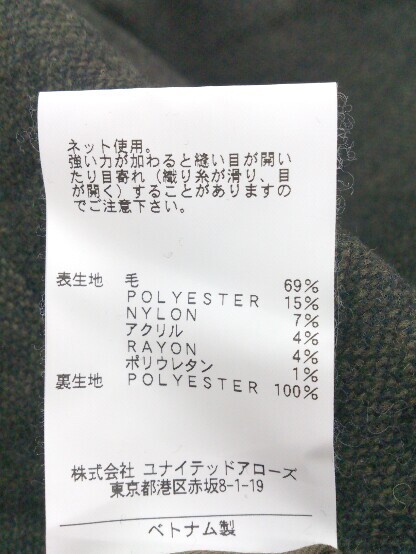 ネット使用。
強い力が加わると縫い目が開い
たり目寄れ（織り糸が滑り、目
が開く）することがありますの
でご注意下さい。
表生地 毛 69%
POLYESTER 15%
NYLON 7%
アクリル 4%
RAYON 4%
ポリウレタン 1%
裏生地 POLYESTER 100%
株式会社 ユナイテッドアローズ
東京都港区赤坂8-1-19
ベトナム製